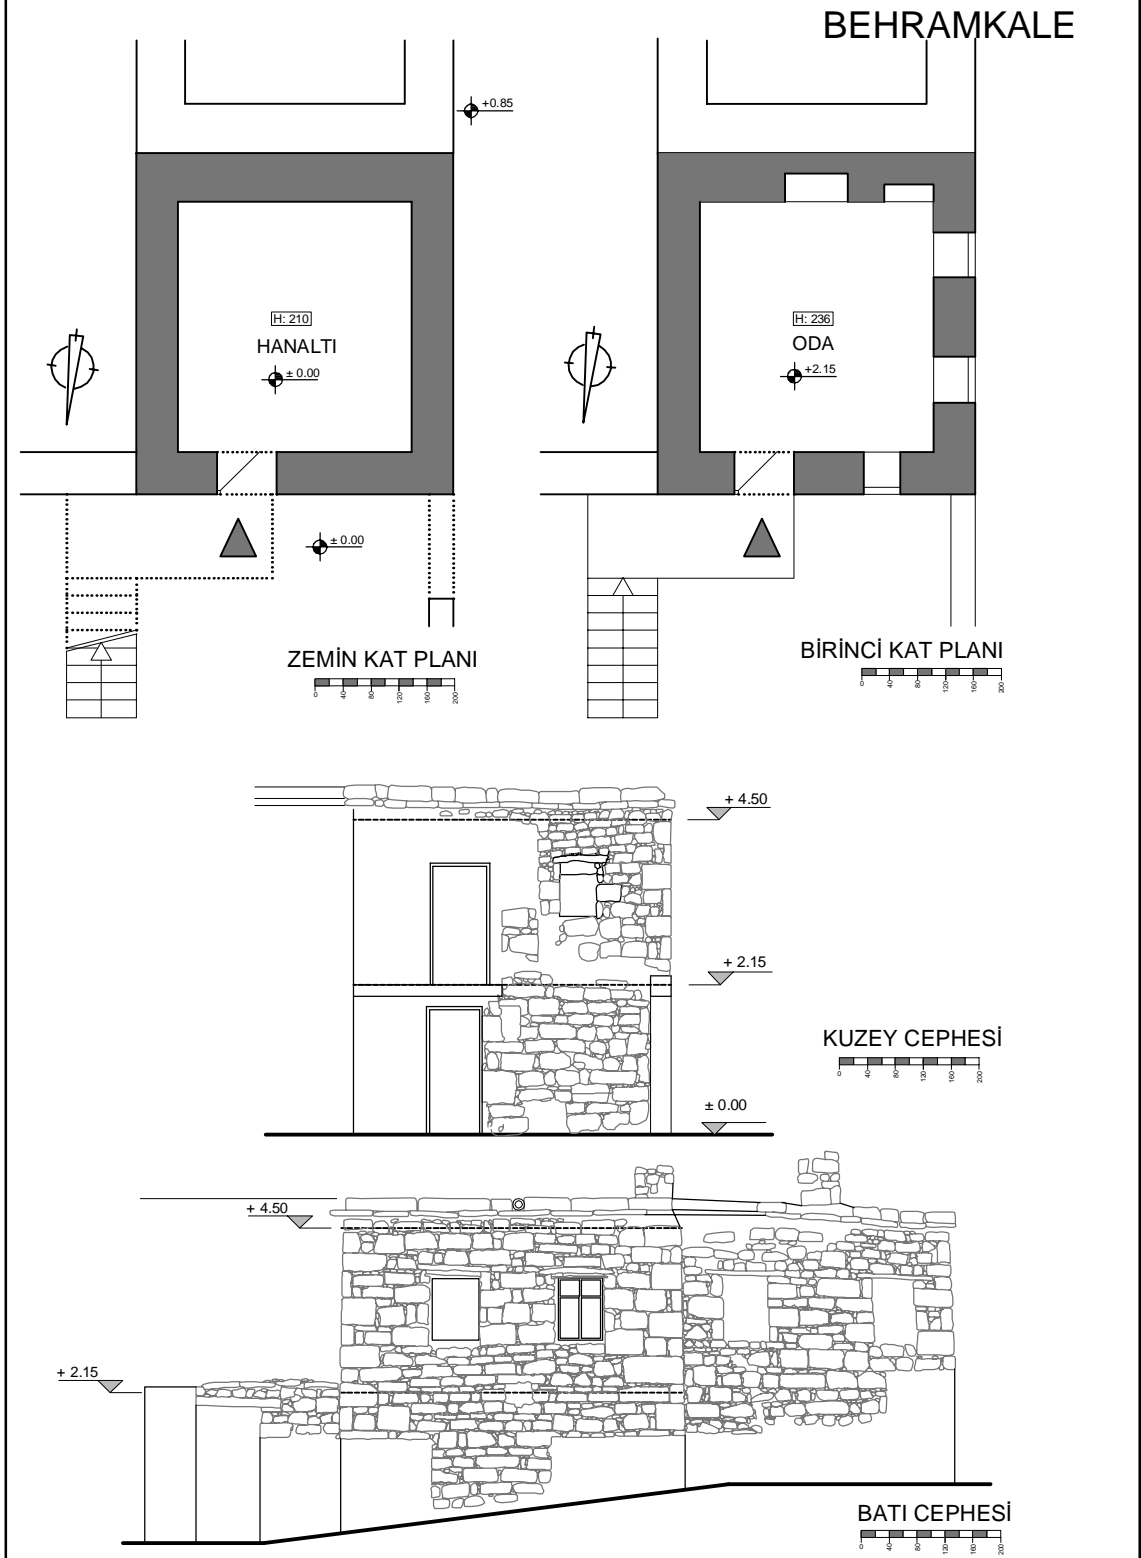 BEHRAMKALE
+0.85
H: 210
HANALTI
± 0.00
± 0.00
ZEMİN KAT PLANI
0 40 80 120 160 200
H: 236
ODA
+2.15
BİRİNCİ KAT PLANI
0 40 80 120 160 200
+ 4.50
+ 2.15
± 0.00
KUZEY CEPHESİ
0 40 80 120 160 200
+ 4.50
+ 2.15
BATI CEPHESİ
0 40 80 120 160 200